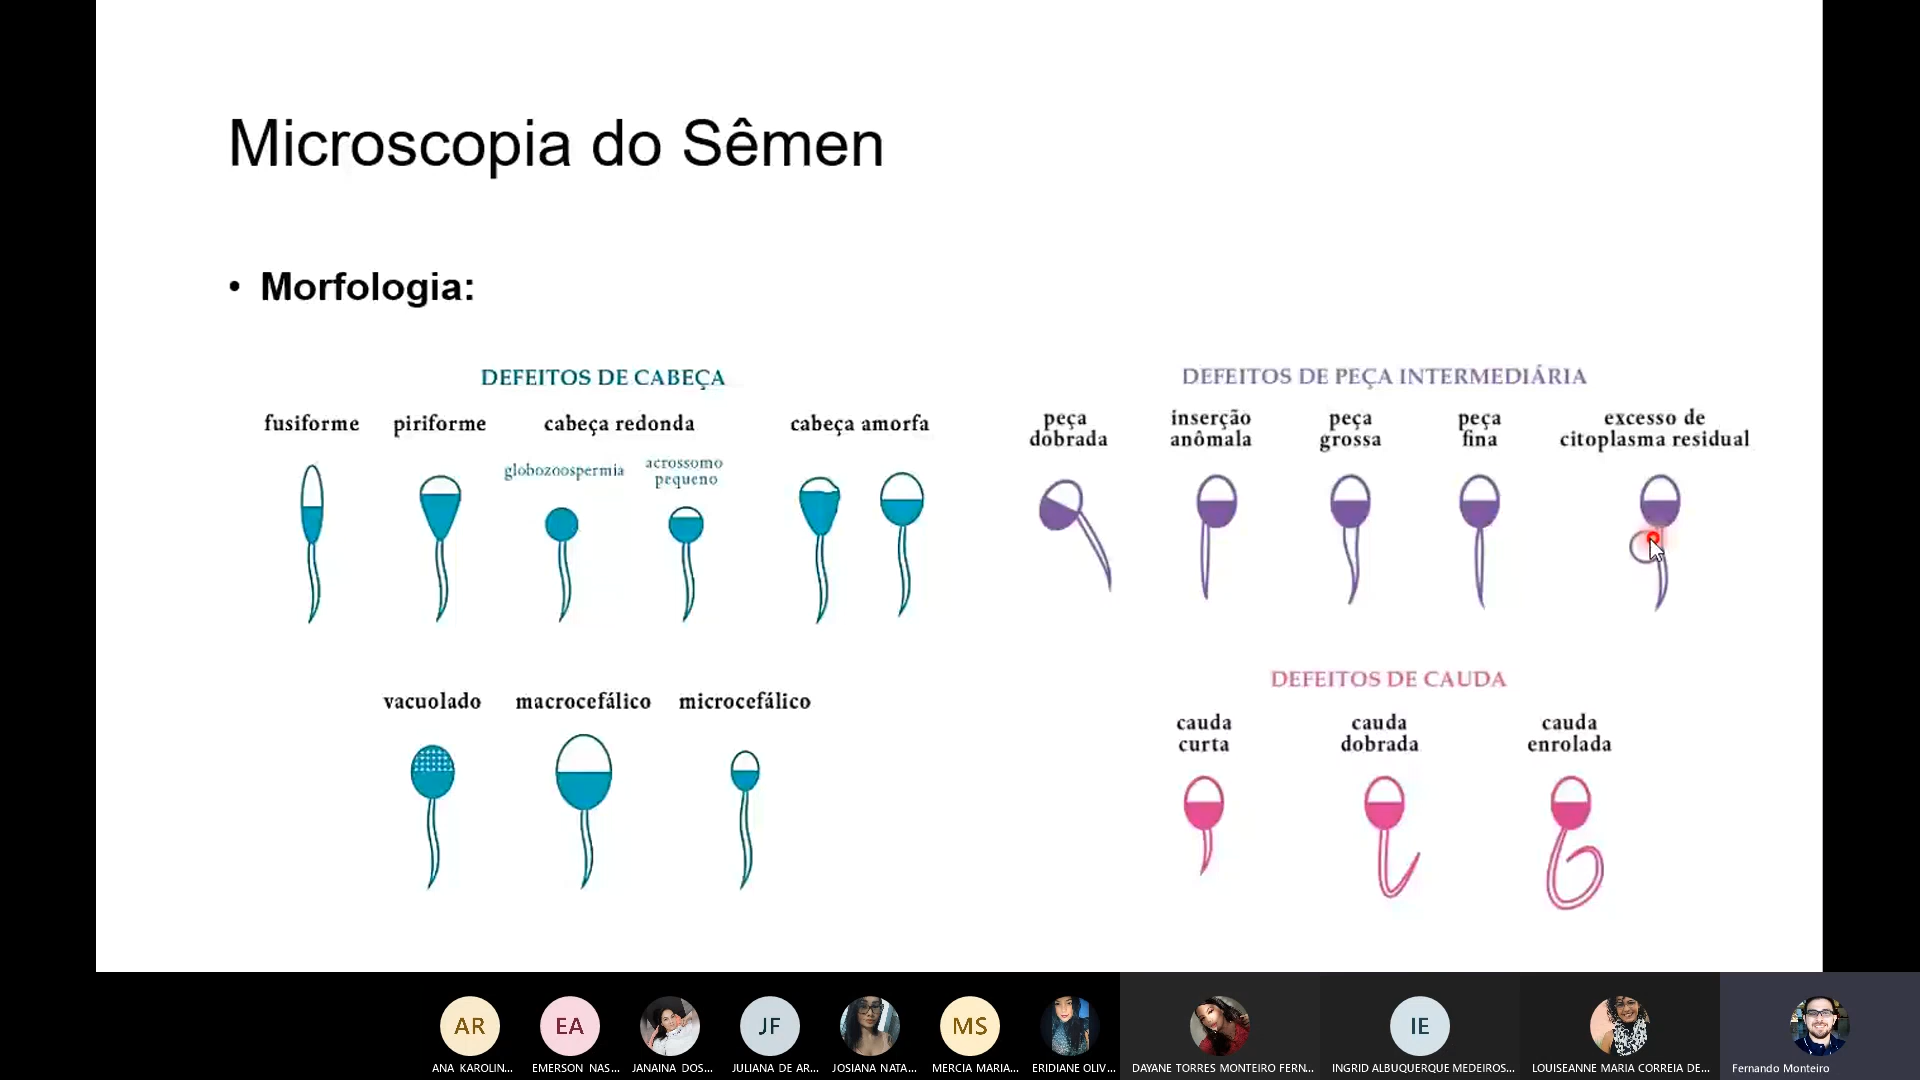 Microscopia do Sêmen
• Morfologia:
DEFEITOS DE CABEÇA
fusiforme
piriforme
cabeça redonda
cabeça amorfa
globozoospermia
acrossomo
pequeno
vacuolado
macrocefálico
microcefálico
DEFEITOS DE PEÇA INTERMEDIÁRIA
peça
dobrada
inserção
anômala
peça
grossa
peça
fina
excesso de
citoplasma residual
DEFEITOS DE CAUDA
cauda
curta
cauda
dobrada
cauda
enrolada
AR
EA
JF
MS
IE
ANA KAROLIN...
EMERSON NAS...
JANAINA DOS...
JULIANA DE AR...
JOSIANA NATA...
MERCIA MARIA...
ERIDIANE OLIV...
DAYANE TORRES MONTEIRO FERN...
INGRID ALBUQUERQUE MEDEIROS...
LOUISEANNE MARIA CORREIA DE...
Fernando Monteiro